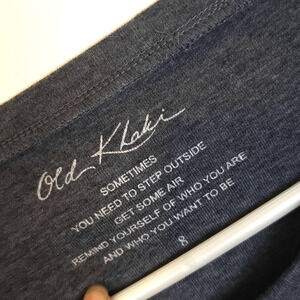 Old Khaki
SOMETIMES
YOU NEED TO STEP OUTSIDE
GET SOME AIR
REMIND YOURSELF OF WHO YOU ARE
AND WHO YOU WANT TO BE
8